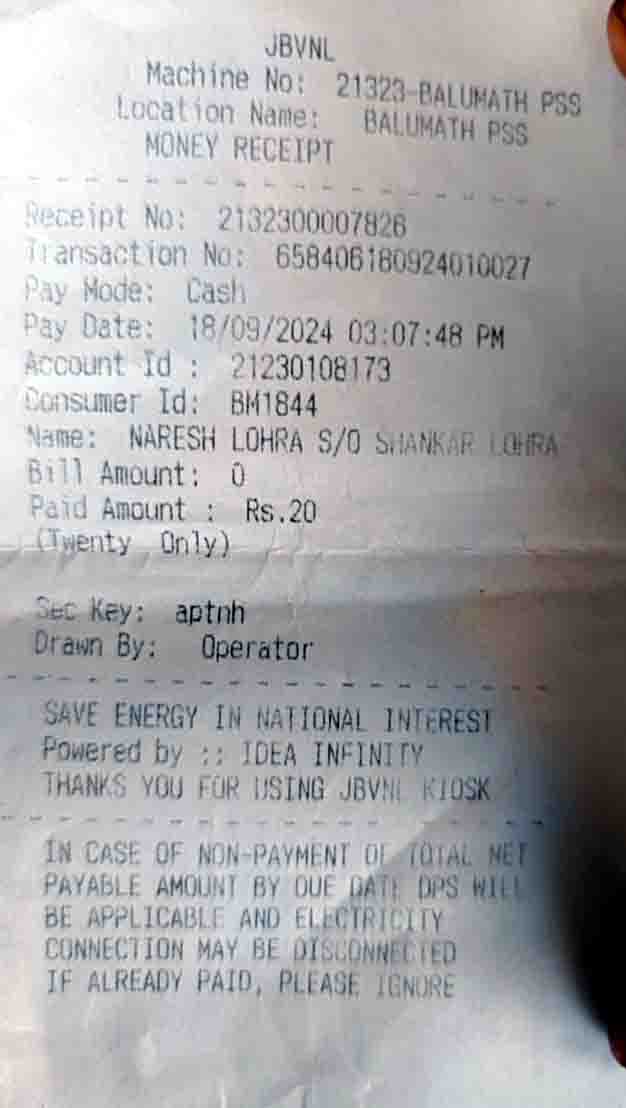 JBVNL
Machine No: 21323-BALUMATH PSS
Location Name: BALUMATH PSS
MONEY RECEIPT
- - - - - - - - - - - - - - - - - - -
Receipt No: 2132300007826
Transaction No: 658406180924010027
Pay Mode: Cash
Pay Date: 18/09/2024 03:07:48 PM
Account Id : 21230108173
Consumer Id: BM1844
Name: NARESH LOHRA S/O SHANKAR LOHRA
Bill Amount: 0
Paid Amount : Rs.20
(Twenty Only)
Sec Key: aptnh
Drawn By: Operator
- - - - - - - - - - - - - - - - - - -
SAVE ENERGY IN NATIONAL INTEREST
Powered by :: IDEA INFINITY
THANKS YOU FOR USING JBVNL KIOSK
- - - - - - - - - - - - - - - - - - -
IN CASE OF NON-PAYMENT OF TOTAL NET
PAYABLE AMOUNT BY DUE DATE DPS WILL
BE APPLICABLE AND ELECTRICITY
CONNECTION MAY BE DISCONNECTED
IF ALREADY PAID, PLEASE IGNORE